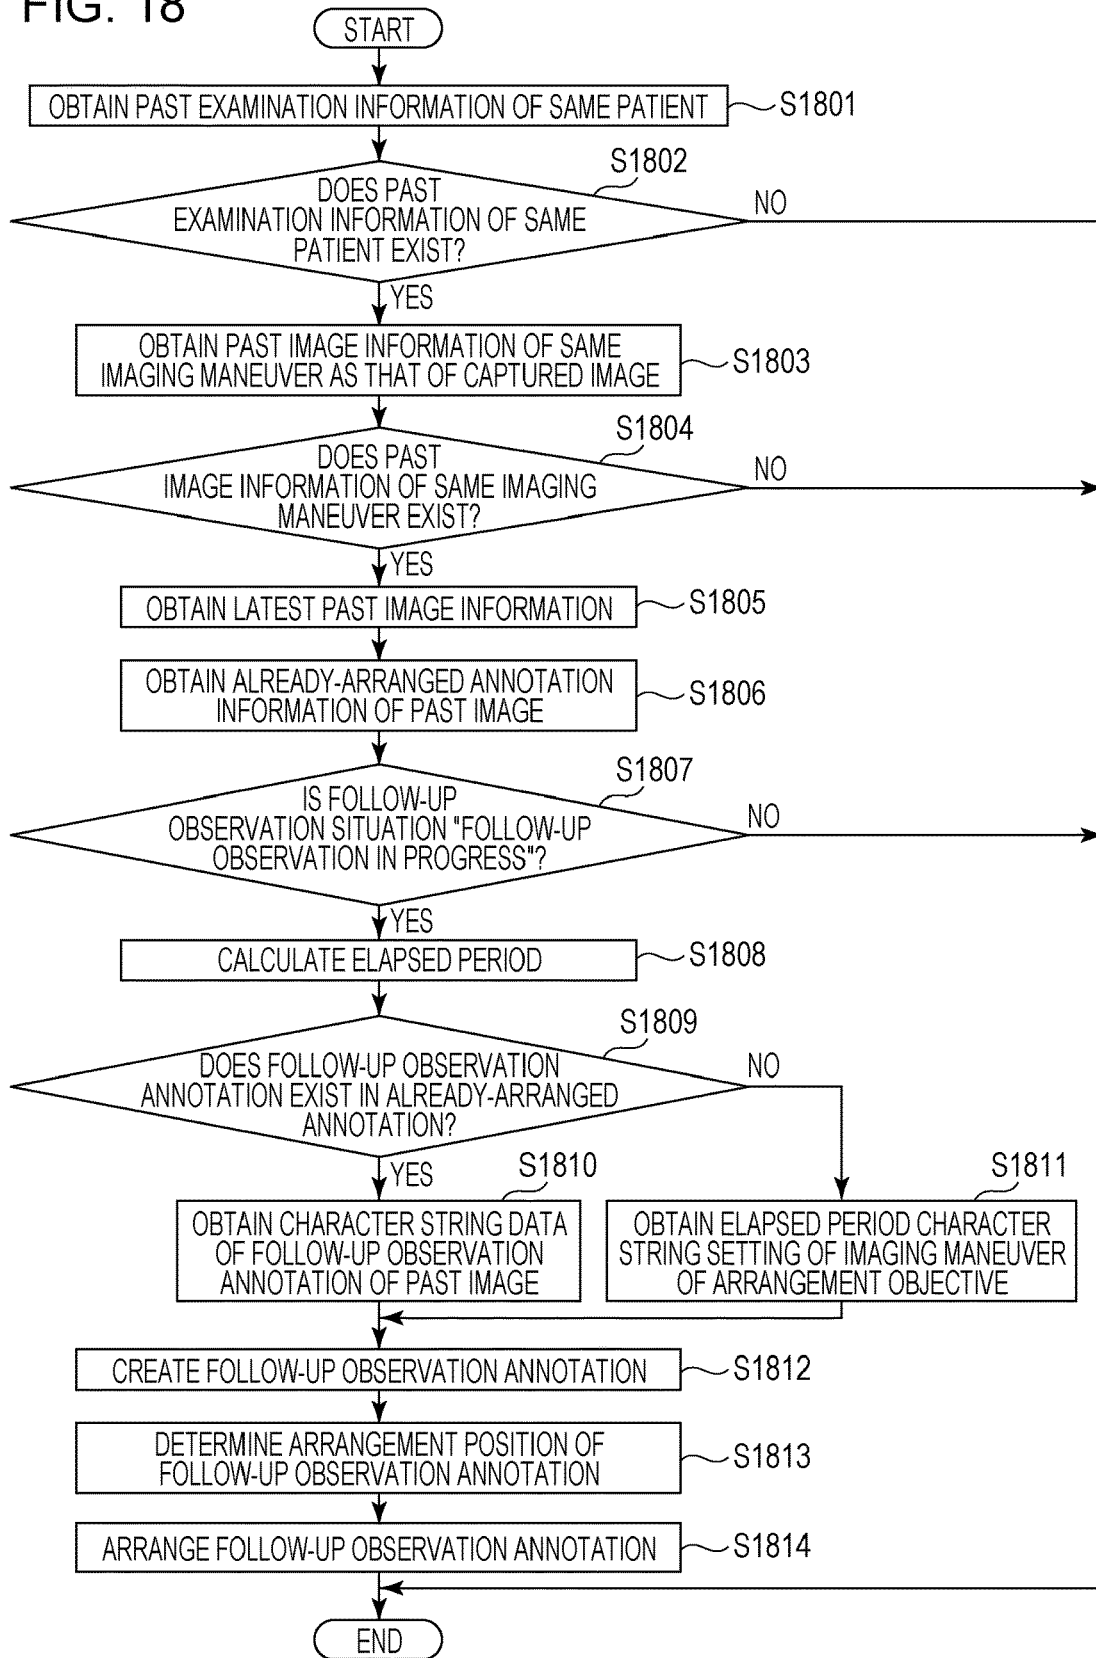 FIG. 18
START
OBTAIN PAST EXAMINATION INFORMATION OF SAME PATIENT
S1801
S1802
DOES PAST
EXAMINATION INFORMATION OF SAME
PATIENT EXIST?
NO
YES
OBTAIN PAST IMAGE INFORMATION OF SAME
IMAGING MANEUVER AS THAT OF CAPTURED IMAGE
S1803
S1804
DOES PAST
IMAGE INFORMATION OF SAME IMAGING
MANEUVER EXIST?
NO
YES
OBTAIN LATEST PAST IMAGE INFORMATION
S1805
OBTAIN ALREADY-ARRANGED ANNOTATION
INFORMATION OF PAST IMAGE
S1806
S1807
IS FOLLOW-UP
OBSERVATION SITUATION "FOLLOW-UP
OBSERVATION IN PROGRESS"?
NO
YES
CALCULATE ELAPSED PERIOD
S1808
S1809
DOES FOLLOW-UP OBSERVATION
ANNOTATION EXIST IN ALREADY-ARRANGED
ANNOTATION?
NO
YES
S1810
OBTAIN CHARACTER STRING DATA
OF FOLLOW-UP OBSERVATION
ANNOTATION OF PAST IMAGE
S1811
OBTAIN ELAPSED PERIOD CHARACTER
STRING SETTING OF IMAGING MANEUVER
OF ARRANGEMENT OBJECTIVE
CREATE FOLLOW-UP OBSERVATION ANNOTATION
S1812
DETERMINE ARRANGEMENT POSITION OF
FOLLOW-UP OBSERVATION ANNOTATION
S1813
ARRANGE FOLLOW-UP OBSERVATION ANNOTATION
S1814
END